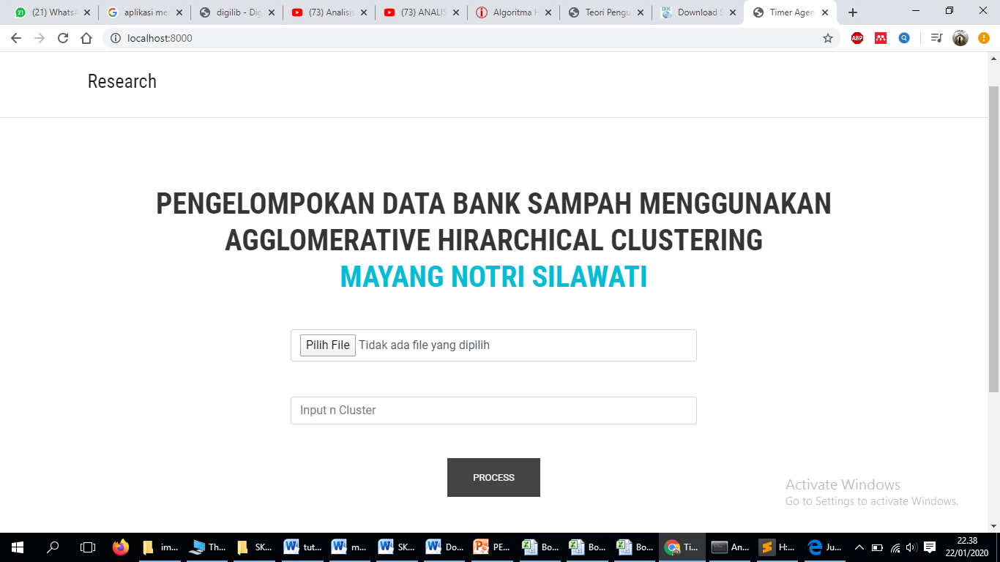 (21) WhatsA
aplikasi mer
digilib - Dig
(73) Analisis
(73) ANALIS
Algoritma H
Teori Pengu
Download S
Timer Agen
localhost:8000
ABP
Research
PENGELOMPOKAN DATA BANK SAMPAH MENGGUNAKAN
AGGLOMERATIVE HIRARCHICAL CLUSTERING
MAYANG NOTRI SILAWATI
Pilih File Tidak ada file yang dipilih
Input n Cluster
PROCESS
Activate Windows
Go to Settings to activate Windows.
im... Th... SK... tut... m... SK... Do... PE... Bo... Bo... Bo... Ti... An... H:... Ju...
22.38
22/01/2020